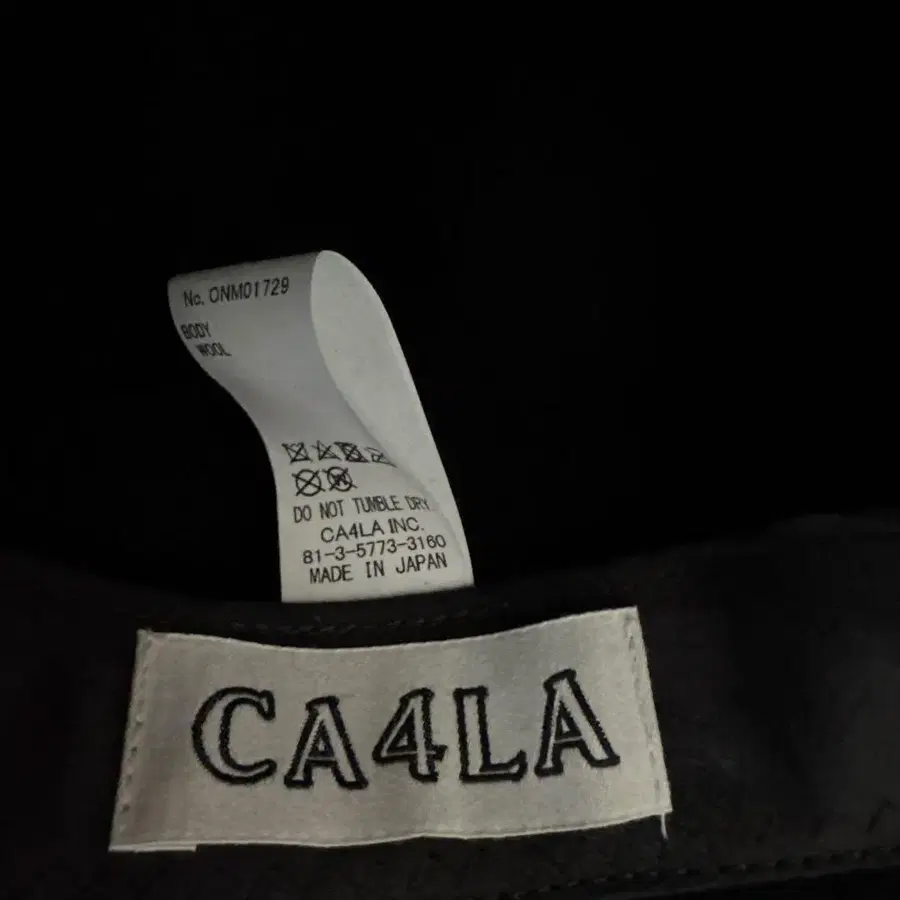 No. ONM01729
BODY
WOOL
DO NOT TUMBLE DRY.
CA4LA INC.
81-3-5773-3160
MADE IN JAPAN
CA4LA